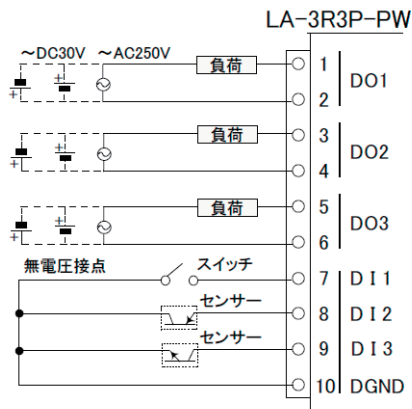 LA-3R3P-PW
～DC30V ～AC250V
負荷
1
2
DO1
+
+
負荷
3
4
DO2
+
+
負荷
5
6
DO3
+
+
無電圧接点 スイッチ 7 DI1
センサー 8 DI2
センサー 9 DI3
10 DGND